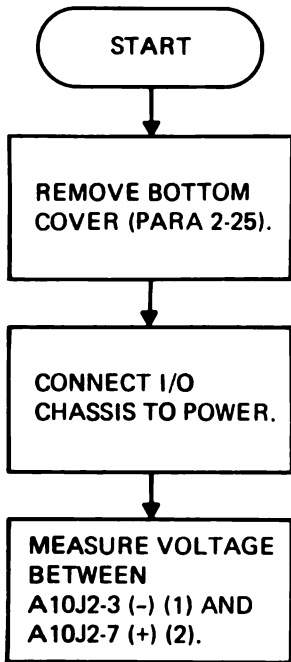 START
REMOVE BOTTOM
COVER (PARA 2-25).
CONNECT I/O
CHASSIS TO POWER.
MEASURE VOLTAGE
BETWEEN
A10J2-3 (–) (1) AND
A10J2-7 (+) (2).